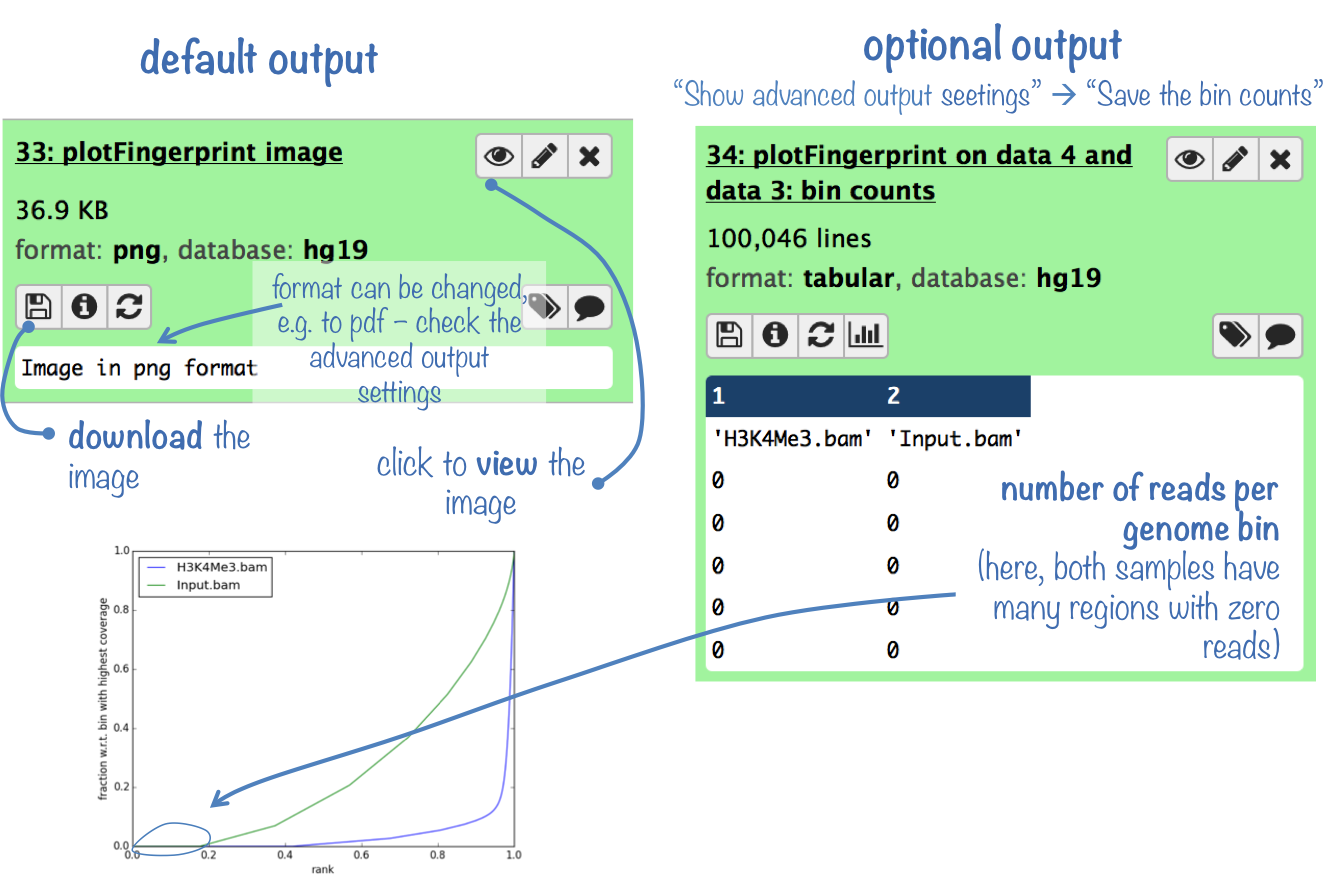 default output
optional output
“Show advanced output seetings” → “Save the bin counts”
33: plotFingerprint image
36.9 KB
format: png, database: hg19
format can be changed,
e.g. to pdf – check the
advanced output
settings
Image in png format
download the
image
click to view the
image
34: plotFingerprint on data 4 and
data 3: bin counts
100,046 lines
format: tabular, database: hg19
1 2
'H3K4Me3.bam' 'Input.bam'
0 0
0 0
0 0
0 0
0 0
number of reads per
genome bin
(here, both samples have
many regions with zero
reads)
H3K4Me3.bam
Input.bam
fraction w.r.t. bin with highest coverage
1.0
0.8
0.6
0.4
0.2
0.0
0.0 0.2 0.4 0.6 0.8 1.0
rank